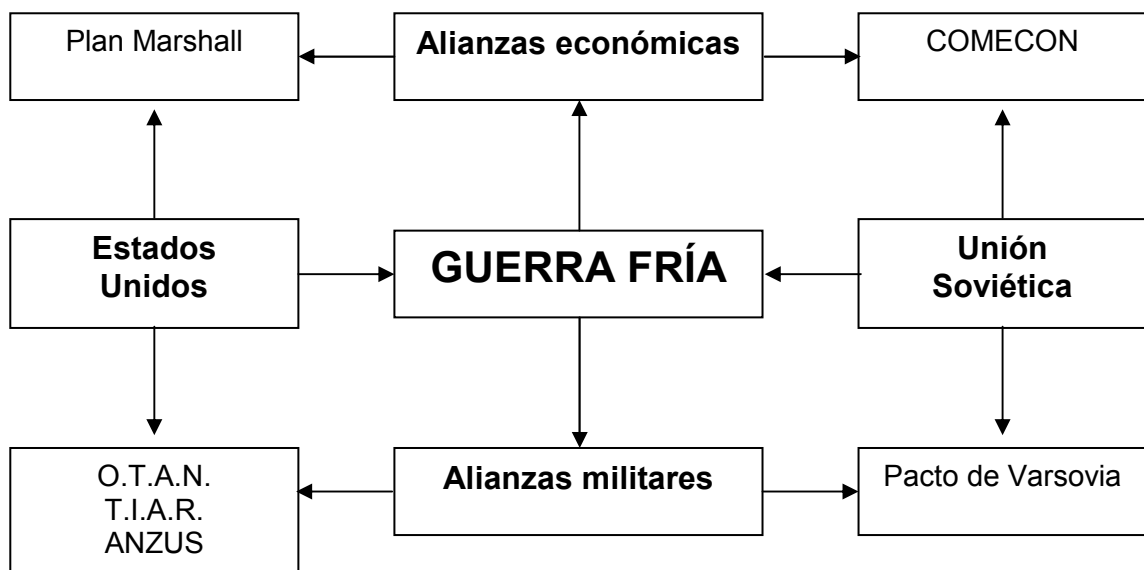 Plan Marshall
Alianzas económicas
COMECON
Estados
Unidos
GUERRA FRÍA
Unión
Soviética
O.T.A.N.
T.I.A.R.
ANZUS
Alianzas militares
Pacto de Varsovia